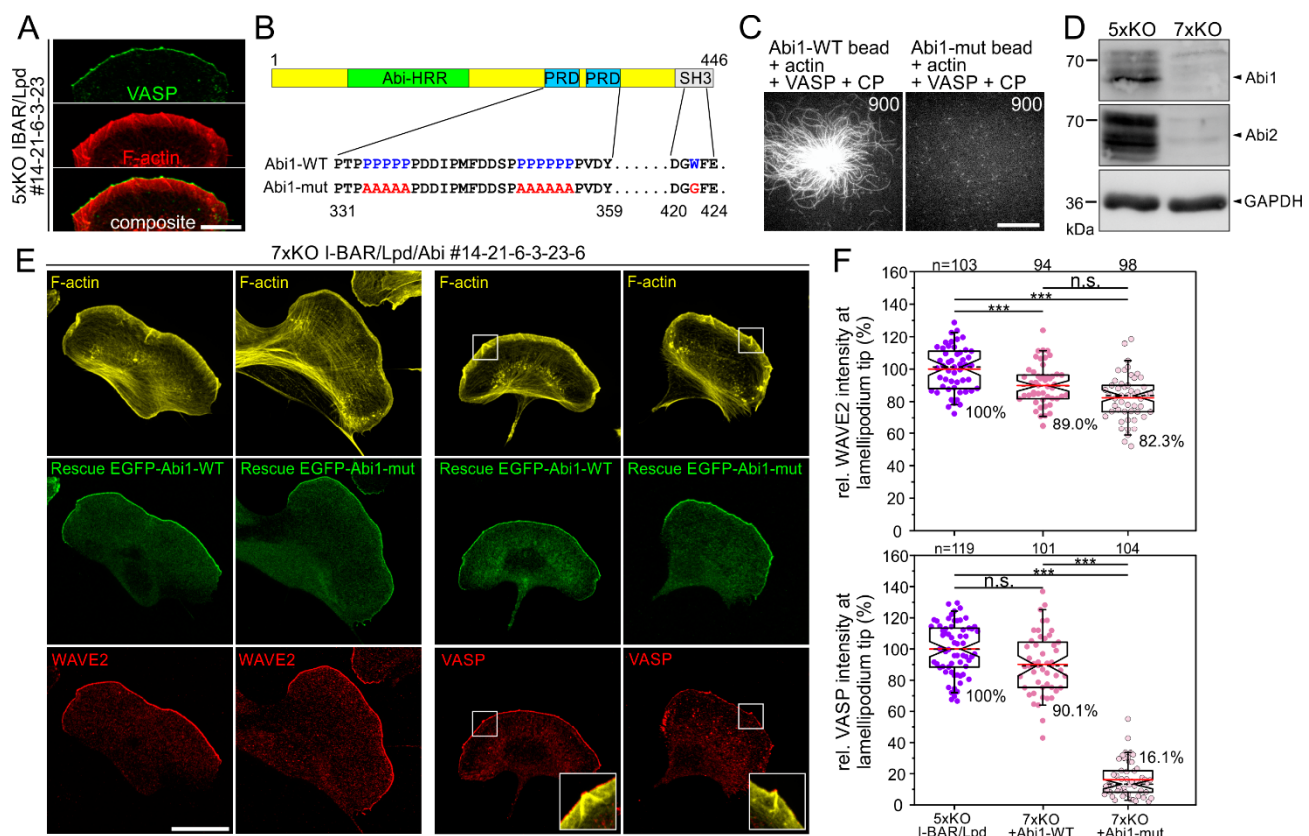 A
5xKO IBAR/Lpd
#14-21-6-3-23
VASP
F-actin
composite
B
1
446
Abi-HRR
PRD
PRD
SH3
Abi1-WT PTPPPPPPPDDIPMFDDSPPPPPPPVDY......DGWFE.
Abi1-mut PTPAAAAAPDDIPMFDDSAAAAAAPVDY......DGGFE.
331
359
420
424
C
Abi1-WT bead
+ actin
+ VASP + CP
900
Abi1-mut bead
+ actin
+ VASP + CP
900
D
5xKO
7xKO
70
Abi1
70
Abi2
36
GAPDH
kDa
E
7xKO I-BAR/Lpd/Abi #14-21-6-3-23-6
F-actin
F-actin
F-actin
F-actin
Rescue EGFP-Abi1-WT
Rescue EGFP-Abi1-mut
Rescue EGFP-Abi1-WT
Rescue EGFP-Abi1-mut
WAVE2
WAVE2
VASP
VASP
F
rel. WAVE2 intensity at
lamellipodium tip (%)
160
140
120
100
80
60
40
20
0
n=103
94
98
n.s.
***
***
100%
89.0%
82.3%
rel. VASP intensity at
lamellipodium tip (%)
160
140
120
100
80
60
40
20
0
n=119
101
104
***
***
n.s.
100%
90.1%
16.1%
5xKO
I-BAR/Lpd
7xKO
+Abi1-WT
7xKO
+Abi1-mut